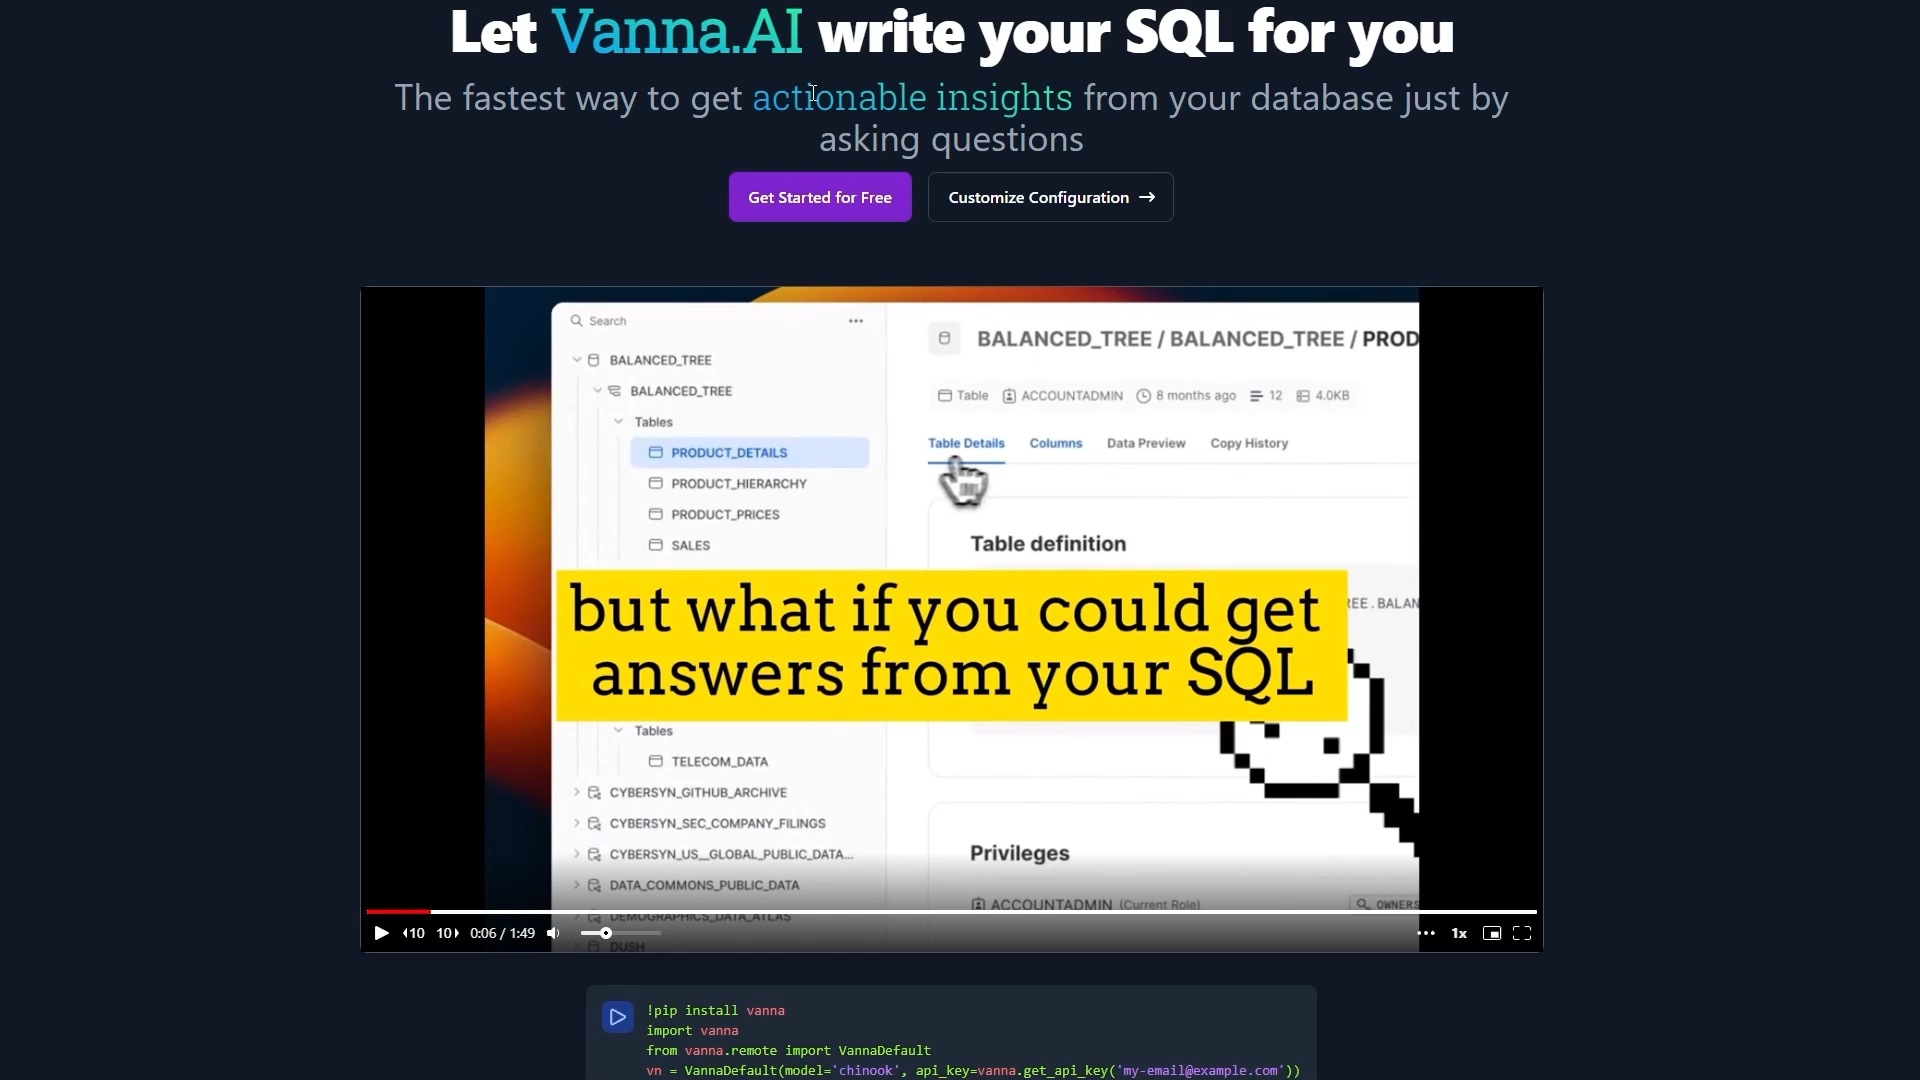 Let Vanna.AI write your SQL for you
The fastest way to get actionable insights from your database just by
asking questions
Get Started for Free
Customize Configuration →
Search
BALANCED_TREE
BALANCED_TREE
Tables
PRODUCT_DETAILS
PRODUCT_HIERARCHY
PRODUCT_PRICES
SALES
BALANCED_TREE / BALANCED_TREE / PROD
Table ACCOUNTADMIN 8 months ago 12 4.0KB
Table Details Columns Data Preview Copy History
Table definition
REE.BALAN
but what if you could get
answers from your SQL
Tables
TELECOM_DATA
CYBERSYN_GITHUB_ARCHIVE
CYBERSYN_SEC_COMPANY_FILINGS
CYBERSYN_US__GLOBAL_PUBLIC_DATA...
DATA_COMMONS_PUBLIC_DATA
DEMOGRAPHICS_DATA_ATLAS
DUSH
Privileges
ACCOUNTADMIN (Current Role)
OWNERS
10 10 0:06 / 1:49
1x
!pip install vanna
import vanna
from vanna.remote import VannaDefault
vn = VannaDefault(model='chinook', api_key=vanna.get_api_key('my-email@example.com'))